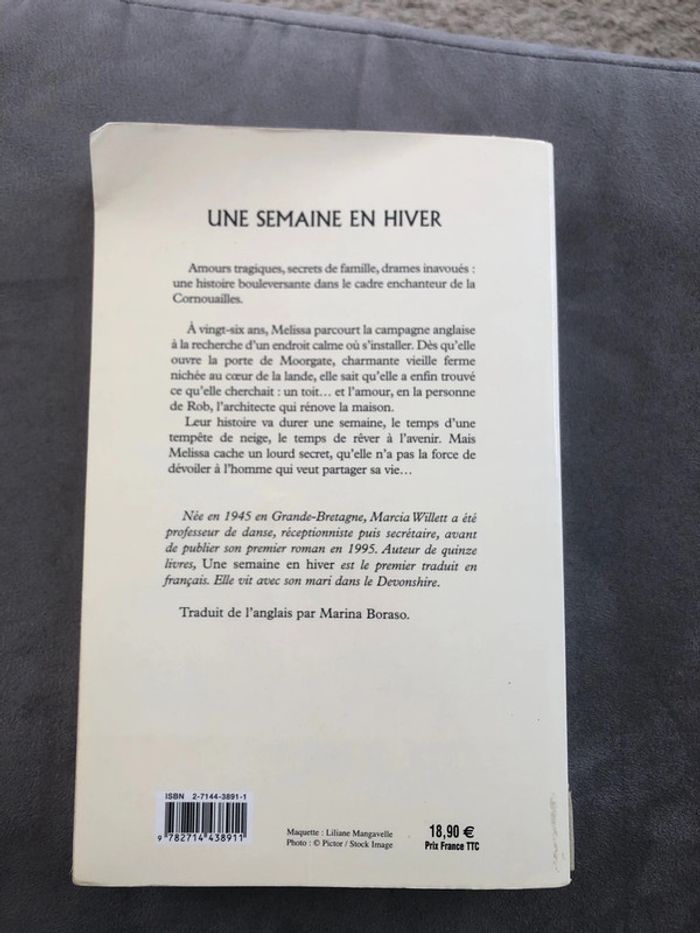 UNE SEMAINE EN HIVER
Amours tragiques, secrets de famille, drames inavoués :
une histoire bouleversante dans le cadre enchanteur de la
Cornouailles.
À vingt-six ans, Melissa parcourt la campagne anglaise
à la recherche d'un endroit calme où s'installer. Dès qu'elle
ouvre la porte de Moorgate, charmante vieille ferme
nichée au cœur de la lande, elle sait qu'elle a enfin trouvé
ce qu'elle cherchait : un toit... et l'amour, en la personne
de Rob, l'architecte qui rénove la maison.
Leur histoire va durer une semaine, le temps d'une
tempête de neige, le temps de rêver à l'avenir. Mais
Melissa cache un lourd secret, qu'elle n'a pas la force de
dévoiler à l'homme qui veut partager sa vie...
Née en 1945 en Grande-Bretagne, Marcia Willett a été
professeur de danse, réceptionniste puis secrétaire, avant
de publier son premier roman en 1995. Auteur de quinze
livres, Une semaine en hiver est le premier traduit en
français. Elle vit avec son mari dans le Devonshire.
Traduit de l'anglais par Marina Boraso.
ISBN 2-7144-3891-1
9 782714 438911
Maquette : Liliane Mangavelle
Photo : © Pictor / Stock Image
18,90 €
Prix France TTC